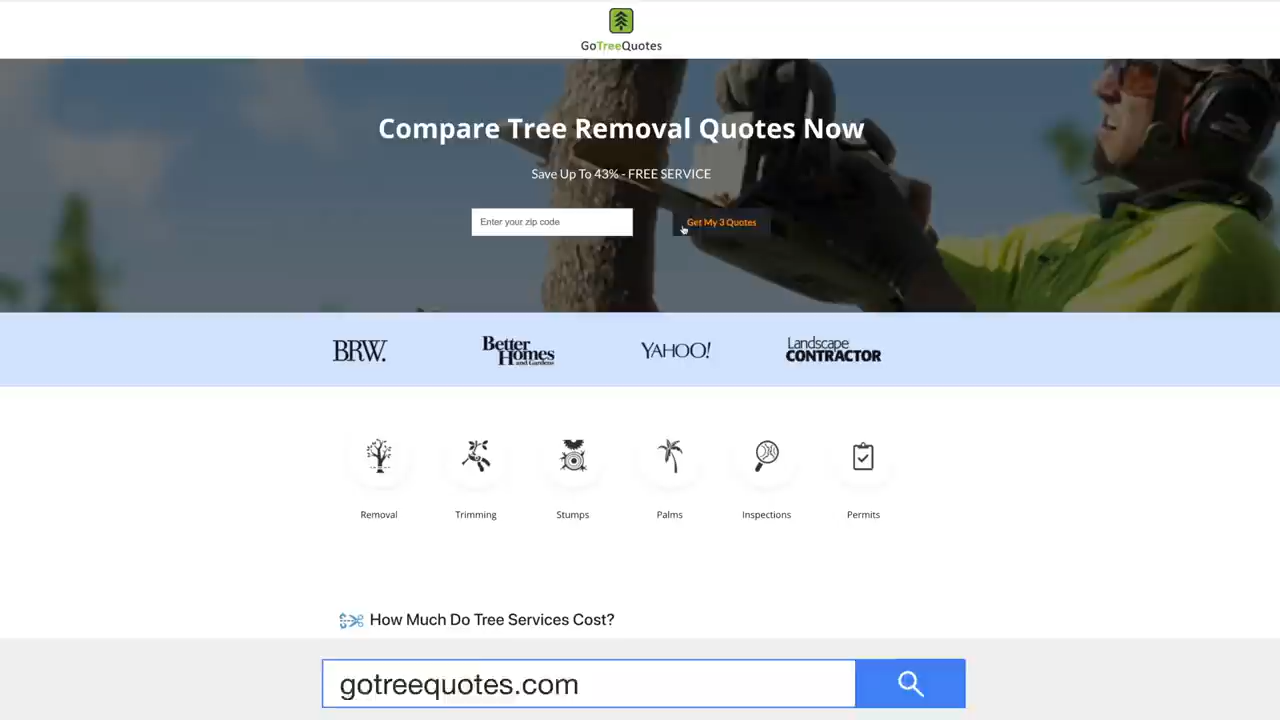 GoTreeQuotes
Compare Tree Removal Quotes Now
Save Up To 43% - FREE SERVICE
Enter your zip code
Get My 3 Quotes
BRW.
Better
Homes
and Gardens
YAHOO!
Landscape
CONTRACTOR
Removal
Trimming
Stumps
Palms
Inspections
Permits
How Much Do Tree Services Cost?
gotreequotes.com